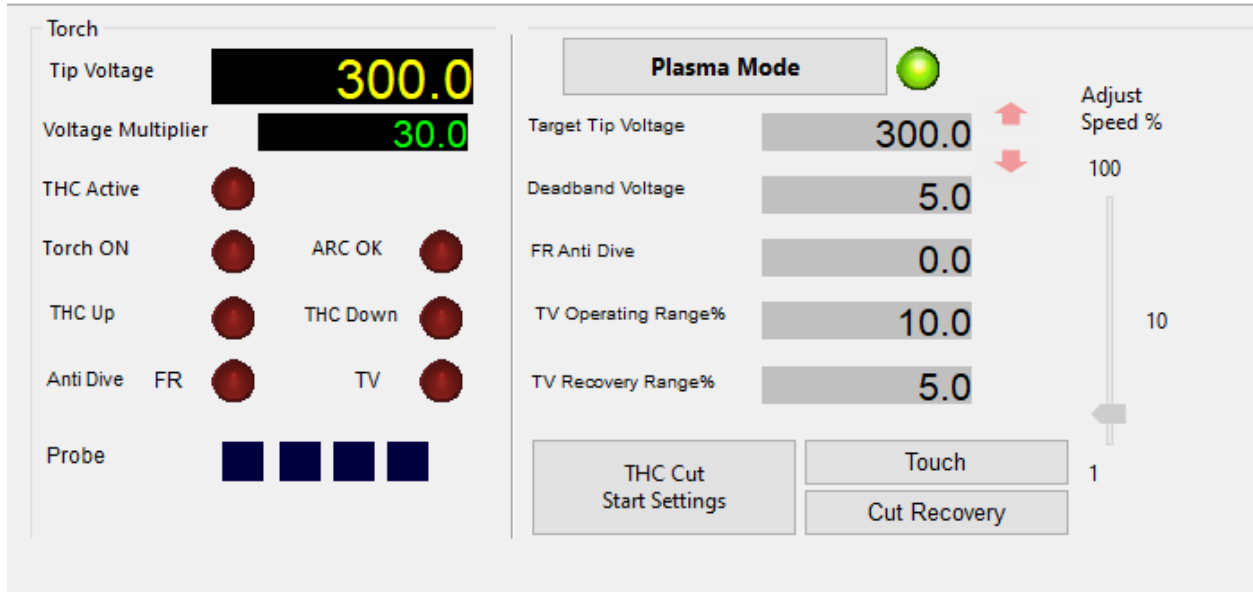 Torch
Tip Voltage 300.0
Voltage Multiplier 30.0
THC Active
Torch ON ARC OK
THC Up THC Down
Anti Dive FR TV
Probe
Plasma Mode
Target Tip Voltage 300.0
Deadband Voltage 5.0
FR Anti Dive 0.0
TV Operating Range% 10.0
TV Recovery Range% 5.0
THC Cut
Start Settings
Touch
Cut Recovery
Adjust
Speed %
100
10
1